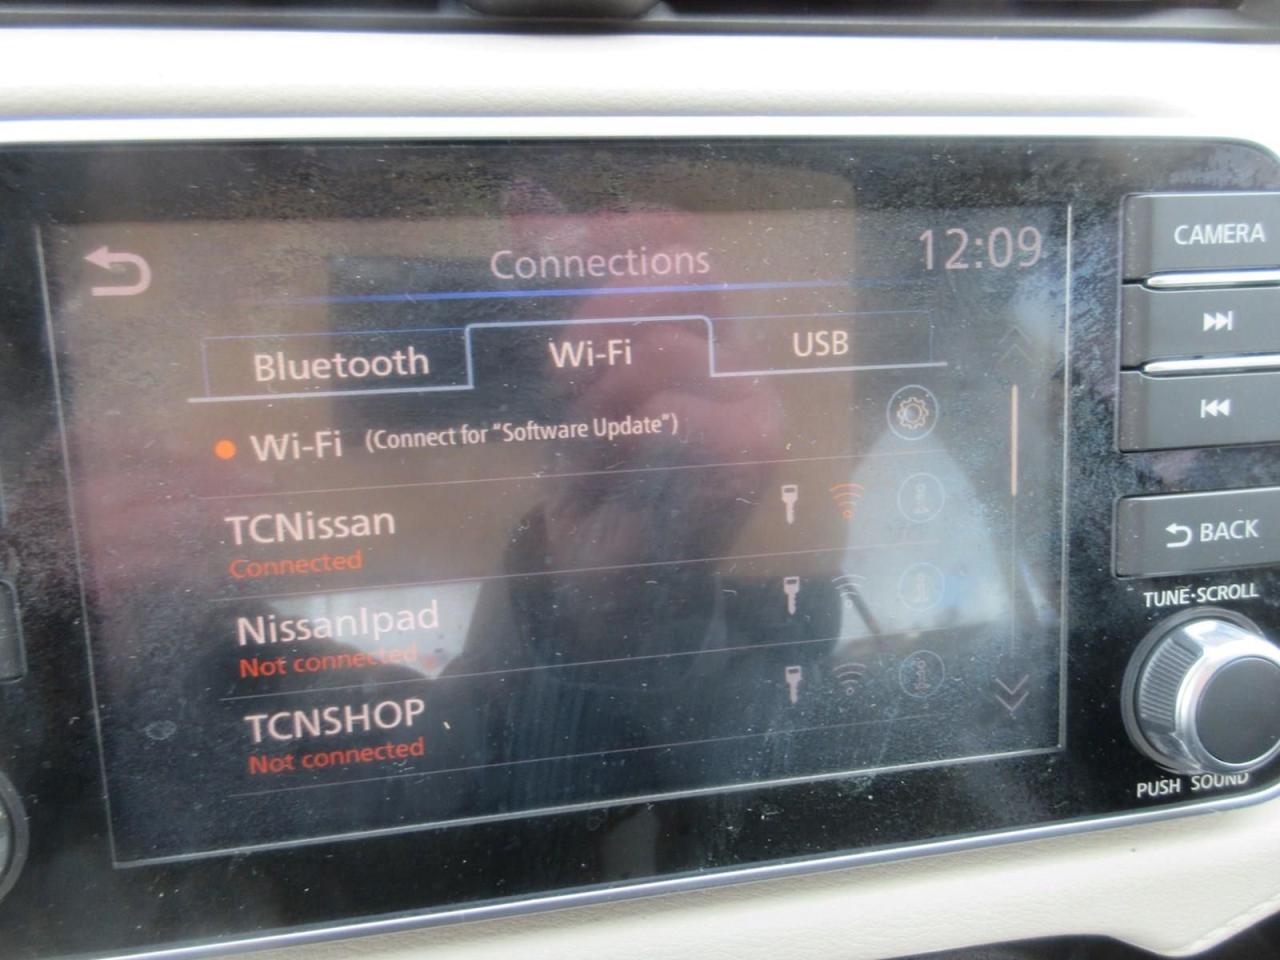 Connections
12:09
Bluetooth
Wi-Fi
USB
Wi-Fi (Connect for "Software Update")
TCNissan
Connected
NissanIpad
Not connected
TCNSHOP
Not connected
CAMERA
BACK
TUNE·SCROLL
PUSH SOUND